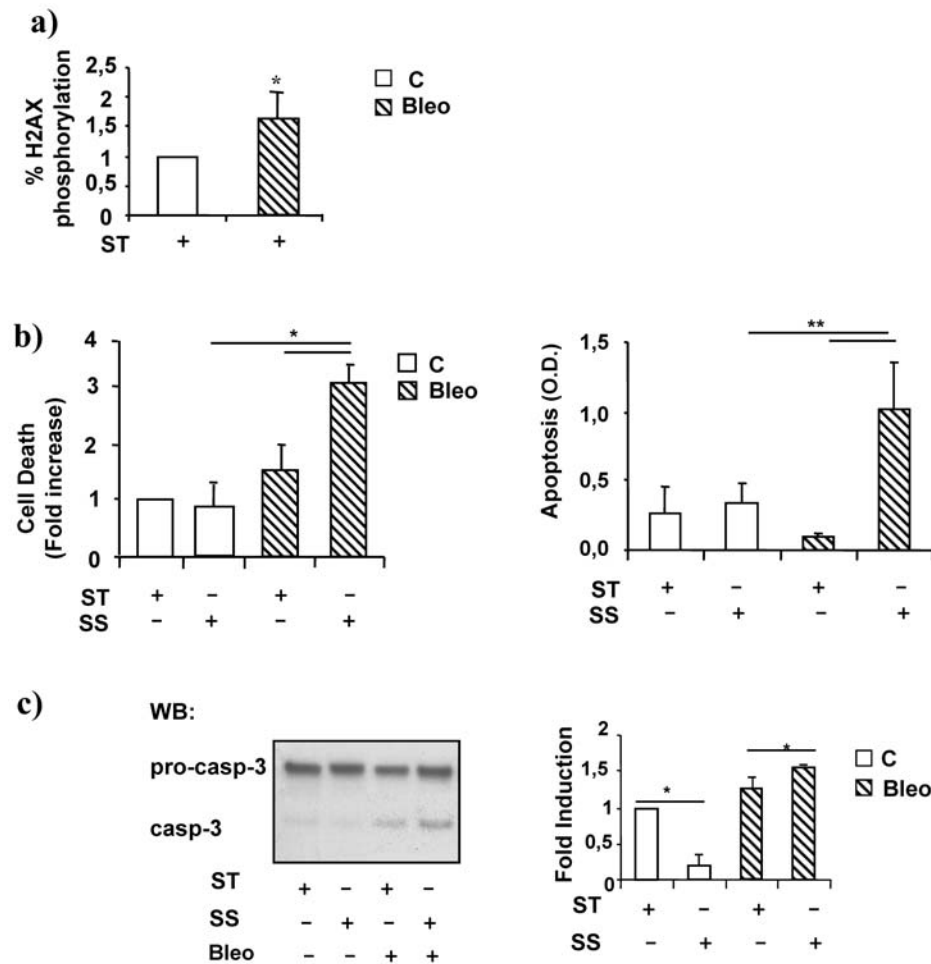 a)
% H2AX
phosphorylation
2,5
2
1,5
1
0,5
0
*
C
Bleo
ST + +
b)
Cell Death
(Fold increase)
4
3
2
1
0
*
C
Bleo
ST + – + –
SS – + – +
Apoptosis (O.D.)
1,5
1,0
0,5
0,0
**
ST + – + –
SS – + – +
c)
WB:
pro-casp-3
casp-3
ST + – + –
SS – + – +
Bleo – – + +
Fold Induction
2
1,5
1
0,5
0
*
*
C
Bleo
ST + – + –
SS – + – +